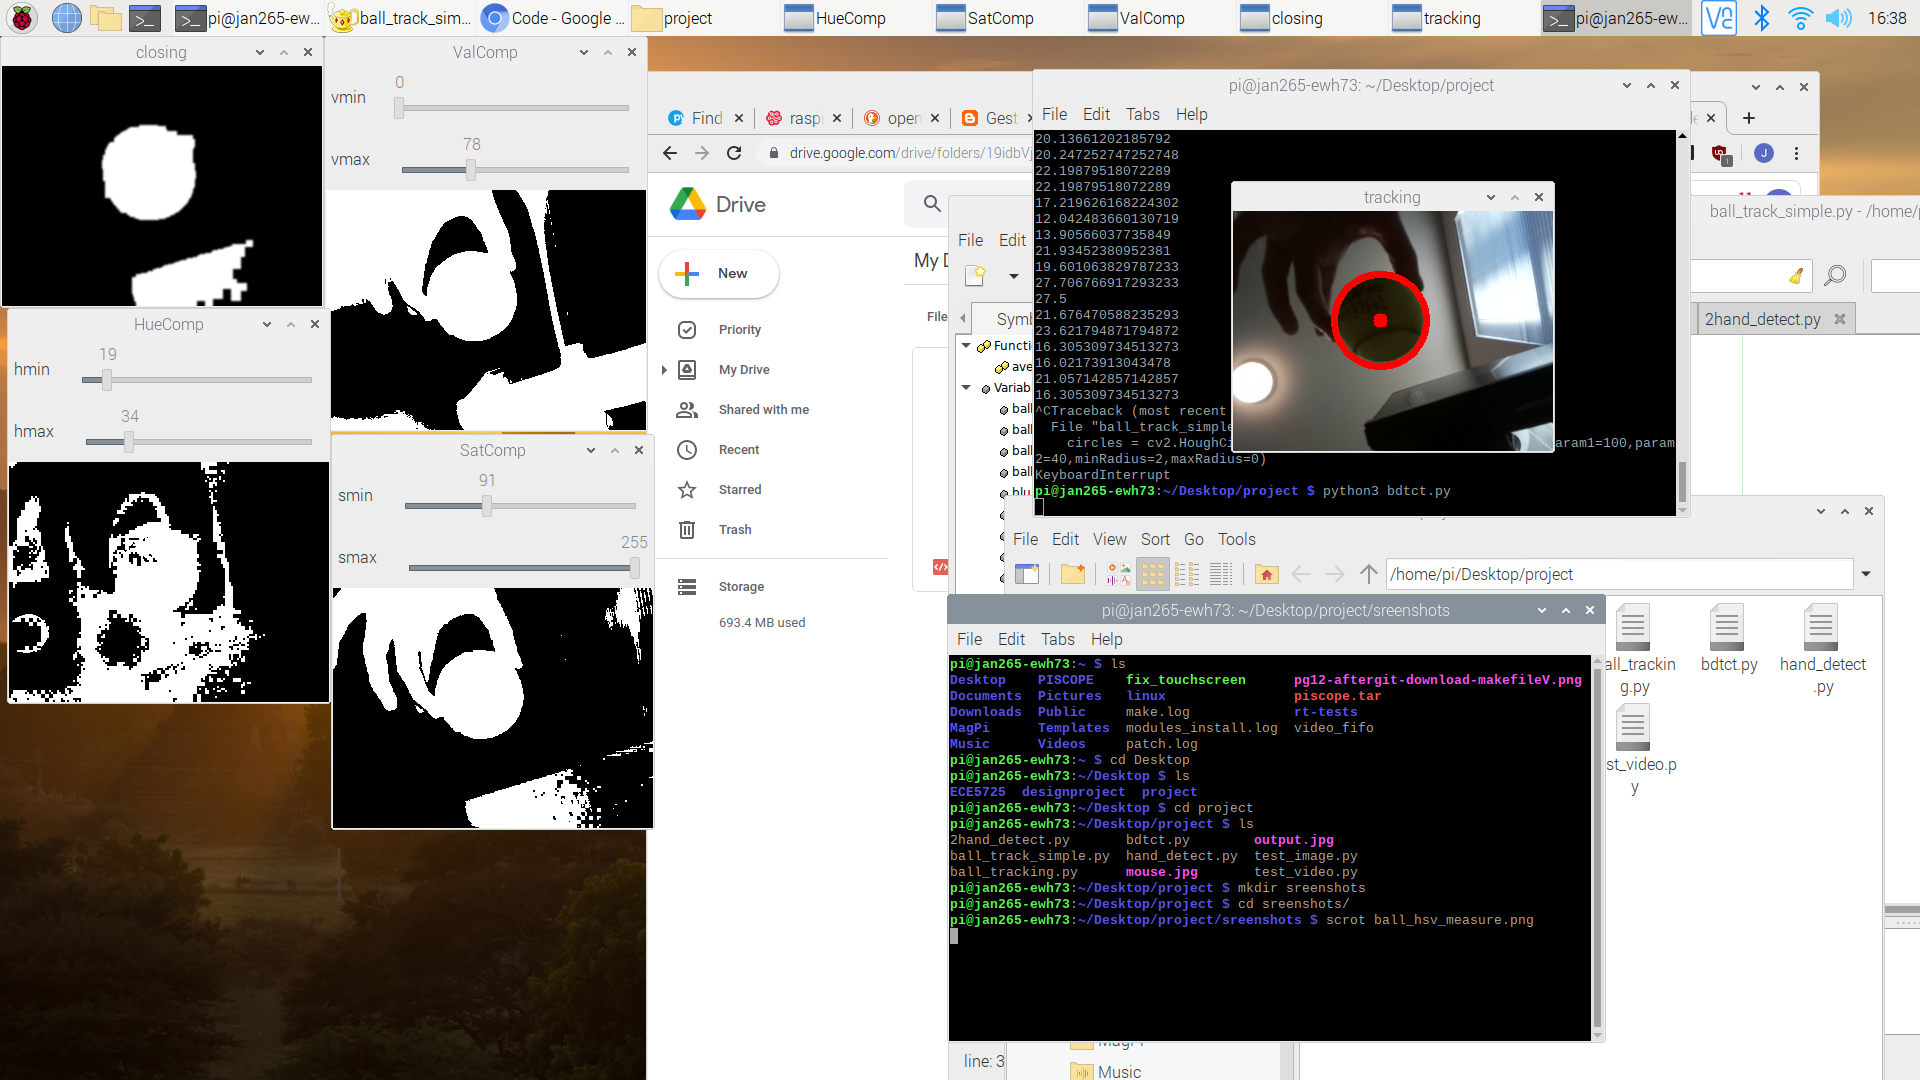 pi@jan265-ew...
ball_track_sim...
Code - Google ...
project
HueComp
SatComp
ValComp
closing
tracking
pi@jan265-ew...
16:38
closing
ValComp
vmin
0
vmax
78
HueComp
hmin
19
hmax
34
SatComp
smin
91
smax
255
Find
raspi
open
Gest
drive.google.com/drive/folders/19idbVj
J
Drive
New
My D
Priority
My Drive
Shared with me
Recent
Starred
Trash
Storage
693.4 MB used
File
File Edit
Symb
Functi
ave
Variab
ball
ball
ball
ball
blu
line: 3
ball_track_simple.py - /home/p
2hand_detect.py
pi@jan265-ewh73: ~/Desktop/project
File Edit Tabs Help
20.13661202185792
20.247252747252748
22.19879518072289
22.19879518072289
17.219626168224302
12.042483660130719
13.90566037735849
21.93452380952381
19.601063829787233
27.706766917293233
27.5
21.676470588235293
23.621794871794872
16.305309734513273
16.02173913043478
21.057142857142857
16.305309734513273
^CTraceback (most recent
File "ball_track_simple
circles = cv2.HoughCi
aram1=100,param
2=40,minRadius=2,maxRadius=0)
KeyboardInterrupt
pi@jan265-ewh73:~/Desktop/project $ python3 bdtct.py
tracking
File Edit View Sort Go Tools
/home/pi/Desktop/project
all_trackin
g.py
bdtct.py
hand_detect
.py
st_video.p
y
Music
pi@jan265-ewh73: ~/Desktop/project/sreenshots
File Edit Tabs Help
pi@jan265-ewh73:~ $ ls
Desktop PISCOPE fix_touchscreen pg12-aftergit-download-makefileV.png
Documents Pictures linux piscope.tar
Downloads Public make.log rt-tests
MagPi Templates modules_install.log video_fifo
Music Videos patch.log
pi@jan265-ewh73:~ $ cd Desktop
pi@jan265-ewh73:~/Desktop $ ls
ECE5725 designproject project
pi@jan265-ewh73:~/Desktop $ cd project
pi@jan265-ewh73:~/Desktop/project $ ls
2hand_detect.py bdtct.py output.jpg
ball_track_simple.py hand_detect.py test_image.py
ball_tracking.py mouse.jpg test_video.py
pi@jan265-ewh73:~/Desktop/project $ mkdir sreenshots
pi@jan265-ewh73:~/Desktop/project $ cd sreenshots/
pi@jan265-ewh73:~/Desktop/project/sreenshots $ scrot ball_hsv_measure.png